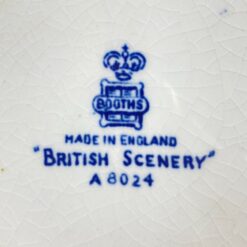 BOOTHS
MADE IN ENGLAND
"BRITISH SCENERY"
A 8024